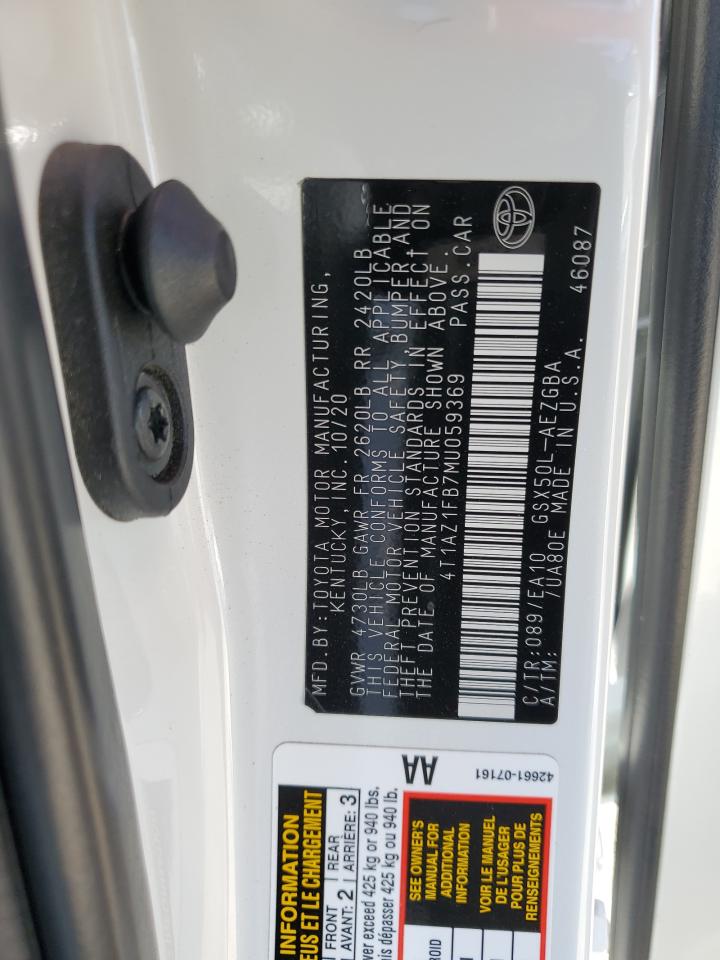 MFD.BY:TOYOTA MOTOR MANUFACTURING,
KENTUCKY,INC. 10/20
GVWR 4730LB GAWR FR 2620LB RR 2420LB
THIS VEHICLE CONFORMS TO ALL APPLICABLE
FEDERAL MOTOR VEHICLE SAFETY, BUMPER, AND
THEFT PREVENTION STANDARDS IN EFFECT ON
THE DATE OF MANUFACTURE SHOWN ABOVE.
4T1AZ1FB7MU059369 PASS.CAR
C/TR:089/EA10 GSX50L-AEZGBA 46087
A/TM: /UA80E MADE IN U.S.A.
INFORMATION
EUS ET LE CHARGEMENT
FRONT REAR
AVANT: 2 ARRIÈRE: 3
ver exceed 425 kg or 940 lbs.
is dépasser 425 kg ou 940 lb.
AA
SEE OWNER'S
MANUAL FOR
ADDITIONAL
INFORMATION
VOIR LE MANUEL
DE L'USAGER
POUR PLUS DE
RENSEIGNEMENTS
42661-07161